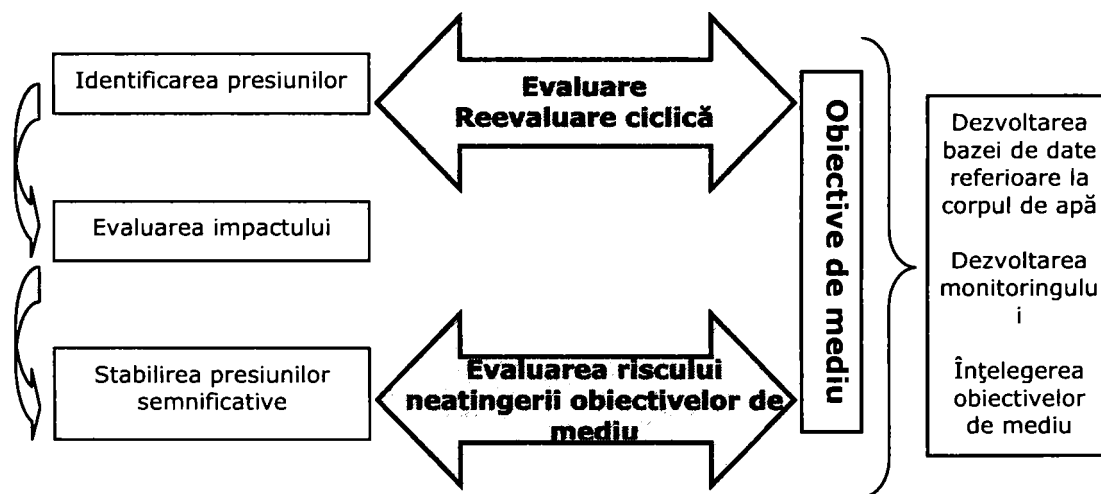 Identificarea presiunilor
Evaluarea impactului
Stabilirea presiunilor
semnificative
Evaluare
Reevaluare ciclică
Evaluarea riscului
neatingerii obiectivelor de
mediu
Obiective de mediu
Dezvoltarea
bazei de date
referioare la
corpul de apă
Dezvoltarea
monitoringulu
i
Înţelegerea
obiectivelor
de mediu